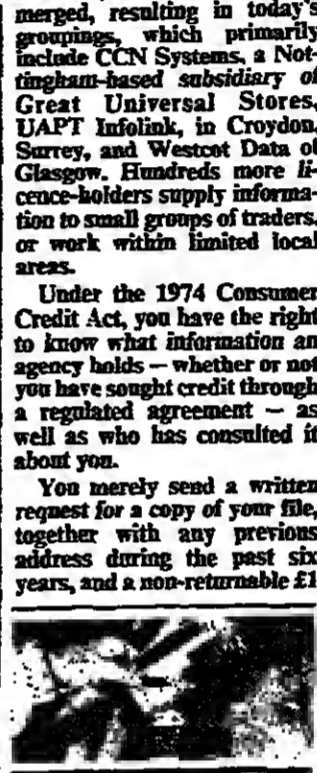 merged, resulting in today's
groupings, which primarily
include CCN Systems, a Not-
tingham-based subsidiary of
Great Universal Stores,
UAPT Infolink, in Croydon,
Surrey, and Westcot Data of
Glasgow. Hundreds more li-
cence-holders supply informa-
tion to small groups of traders,
or work within limited local
areas.
Under the 1974 Consumer
Credit Act, you have the right
to know what information an
agency holds — whether or not
you have sought credit through
a regulated agreement — as
well as who has consulted it
about you.
You merely send a written
request for a copy of your file,
together with any previous
address during the past six
years, and a non-returnable £1